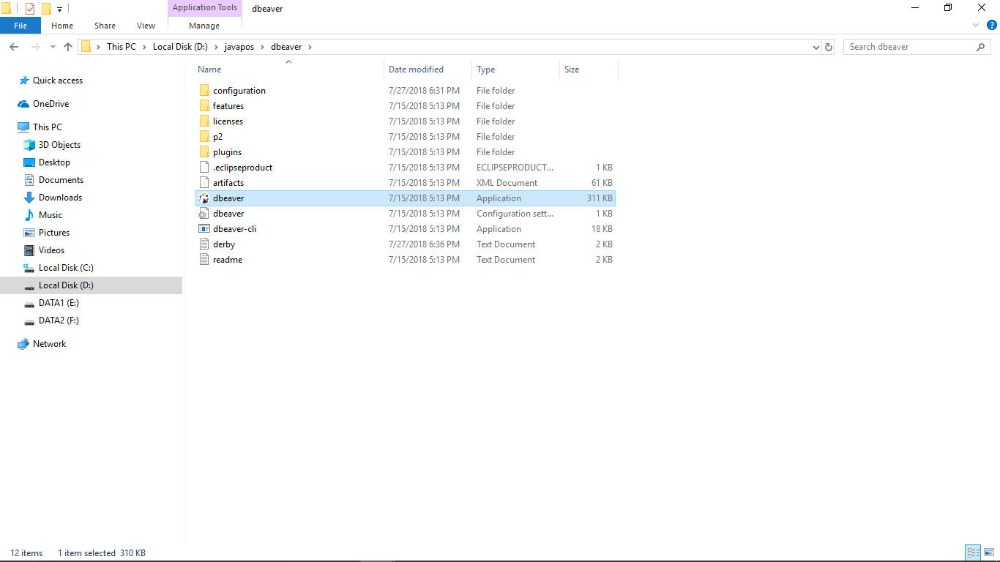 Application Tools dbeaver
File Home Share View Manage
This PC Local Disk (D:) javapos dbeaver Search dbeaver
Name Date modified Type Size
Quick access
OneDrive
This PC
3D Objects
Desktop
Documents
Downloads
Music
Pictures
Videos
Local Disk (C:)
Local Disk (D:)
DATA1 (E:)
DATA2 (F:)
Network
configuration 7/27/2018 6:31 PM File folder
features 7/15/2018 5:13 PM File folder
licenses 7/15/2018 5:13 PM File folder
p2 7/15/2018 5:13 PM File folder
plugins 7/15/2018 5:13 PM File folder
.eclipseproduct 7/15/2018 5:13 PM ECLIPSEPRODUCT... 1 KB
artifacts 7/15/2018 5:13 PM XML Document 61 KB
dbeaver 7/15/2018 5:13 PM Application 311 KB
dbeaver 7/15/2018 5:13 PM Configuration sett... 1 KB
dbeaver-cli 7/15/2018 5:13 PM Application 18 KB
derby 7/27/2018 6:36 PM Text Document 2 KB
readme 7/15/2018 5:13 PM Text Document 2 KB
12 items 1 item selected 310 KB